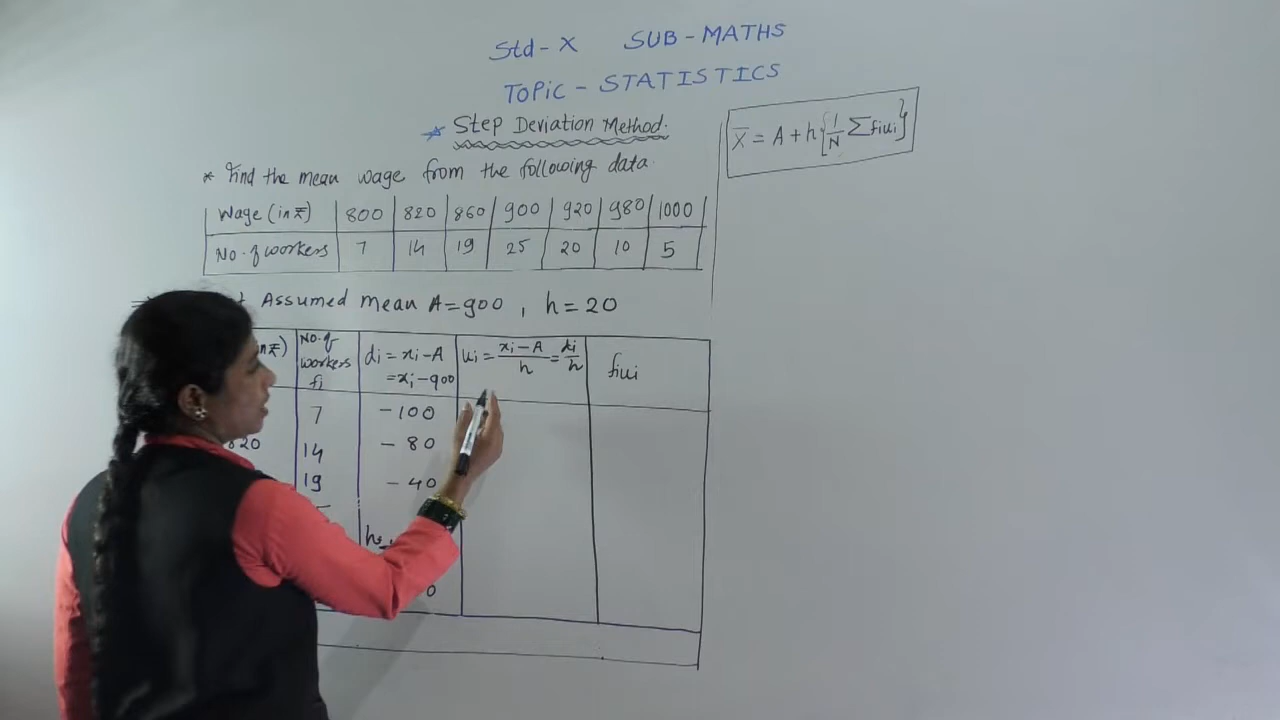 Std - X SUB - MATHS
TOPiC - STATISTICS
* Step Deviation Method.
* Find the mean wage from the following data.
Wage (in ₹) 800 820 860 900 920 980 1000
No. of workers 7 14 19 25 20 10 5
Assumed mean A = 900 , h = 20
X̄ = A + h{1/N Σfiui}
in ₹) No. of workers fi di = xi - A = xi - 900 ui = xi - A / h = di / h fiui
7 - 100
820 14 - 80
19 - 40